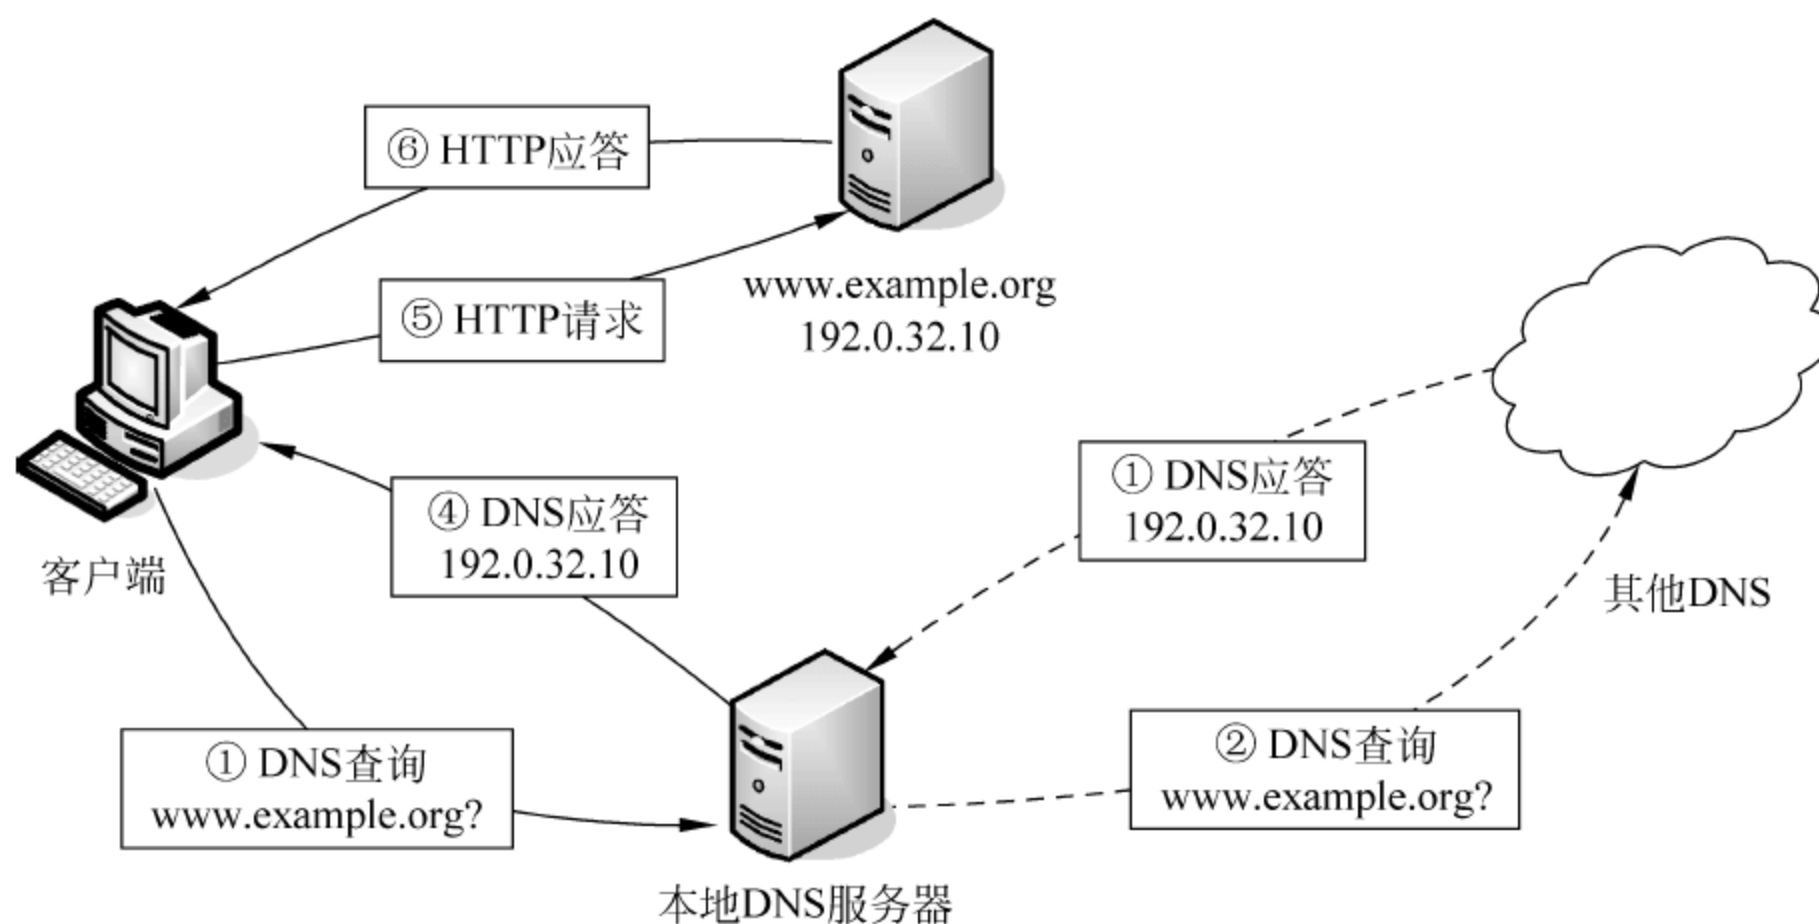 ⑥ HTTP应答
www.example.org
192.0.32.10
⑤ HTTP请求
① DNS应答
192.0.32.10
④ DNS应答
192.0.32.10
客户端
其他DNS
① DNS查询
www.example.org?
② DNS查询
www.example.org?
本地DNS服务器